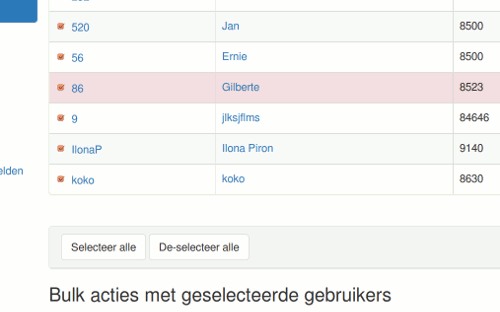 520 Jan 8500
56 Ernie 8500
86 Gilberte 8523
9 jlksjflms 84646
IlonaP Ilona Piron 9140
elden
koko koko 8630
Selecteer alle De-selecteer alle
Bulk acties met geselecteerde gebruikers